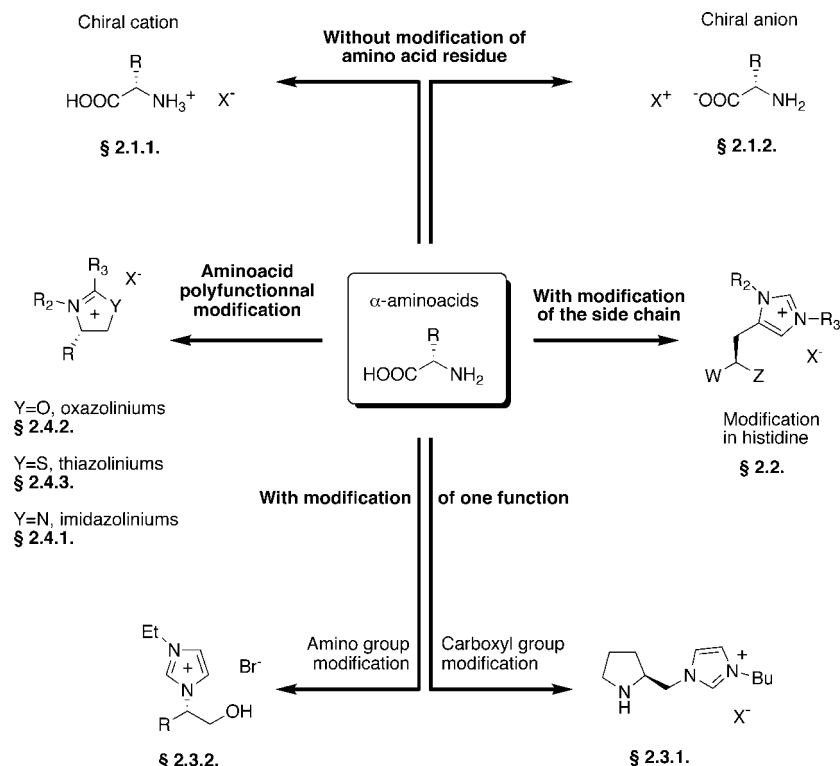 Chiral cation
R
HOOC NH3+ X-
§ 2.1.1.
Without modification of
amino acid residue
Chiral anion
R
X+ -OOC NH2
§ 2.1.2.
R3 X-
R2 N Y
+
R
Aminoacid
polyfunctionnal
modification
Y=O, oxazoliniums
§ 2.4.2.
Y=S, thiazoliniums
§ 2.4.3.
Y=N, imidazoliniums
§ 2.4.1.
α-aminoacids
R
HOOC NH2
With modification
of the side chain
R2
N
+
N-R3
X-
W Z
Modification
in histidine
§ 2.2.
With modification of one function
Et
N
+
N
Br-
R OH
§ 2.3.2.
Amino group
modification
Carboxyl group
modification
N
H
N
+
N
Bu
X-
§ 2.3.1.